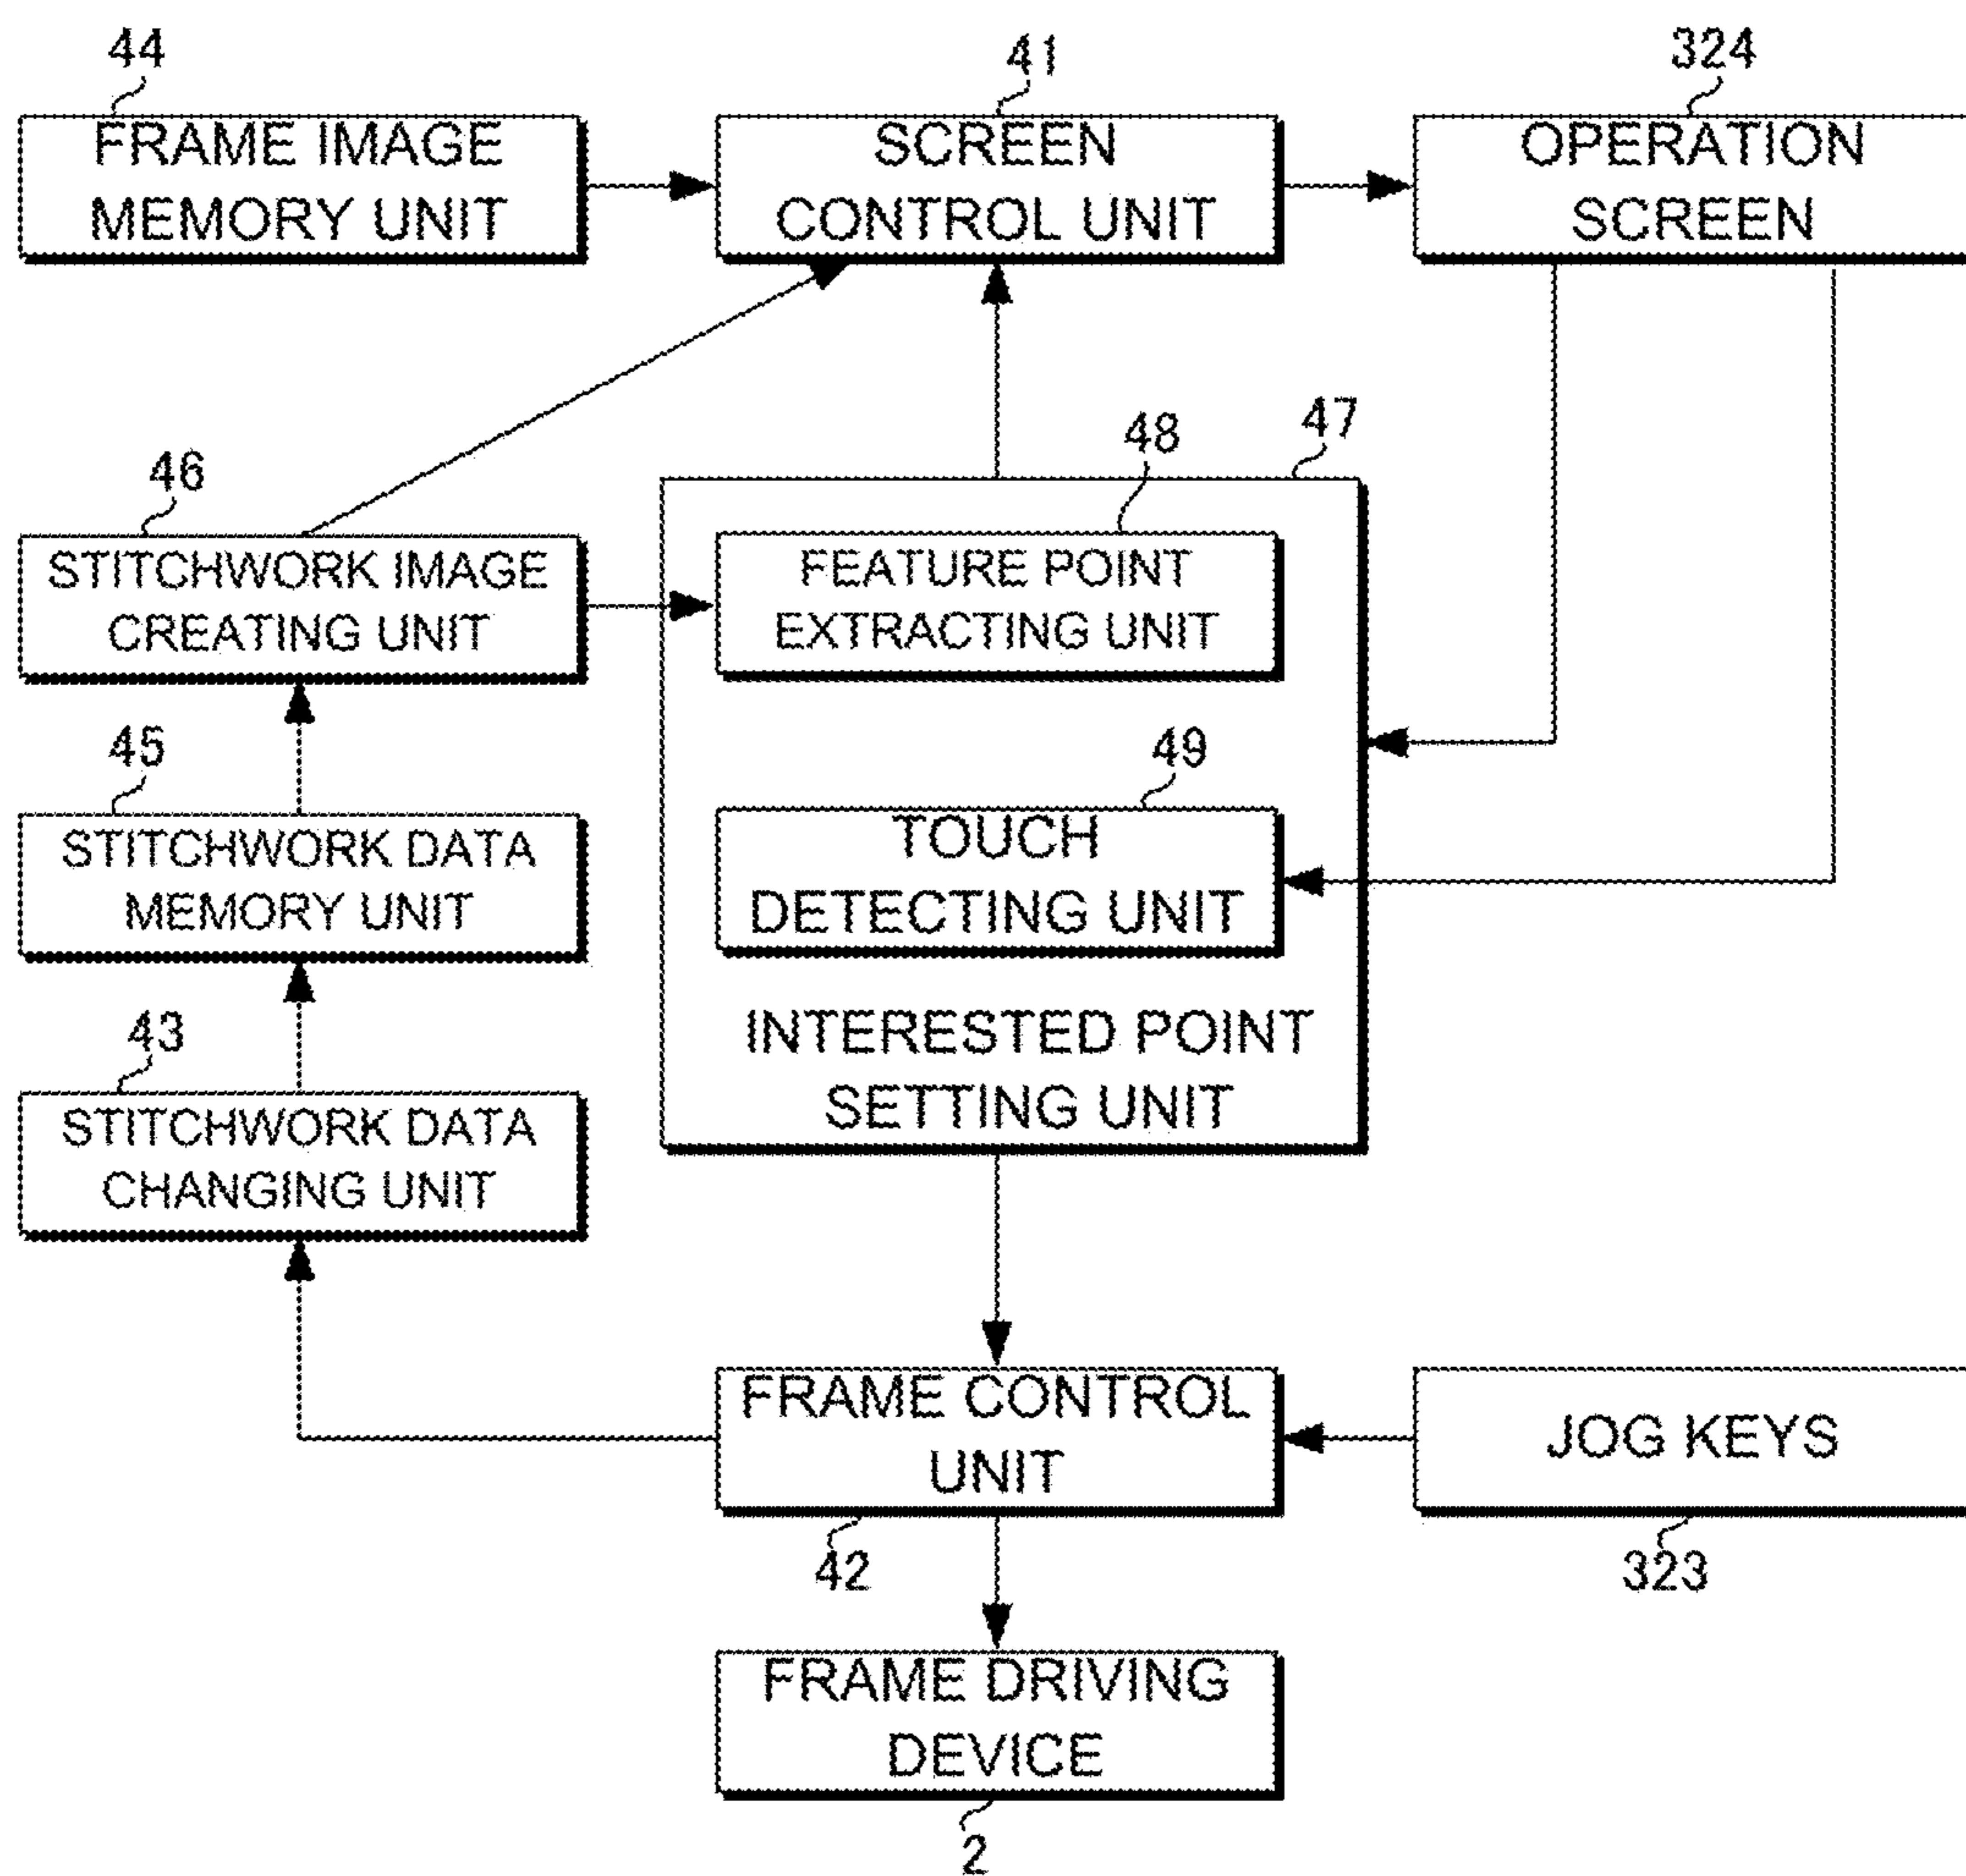 44
41
324
FRAME IMAGE
MEMORY UNIT
SCREEN
CONTROL UNIT
OPERATION
SCREEN
47
48
46
STITCHWORK IMAGE
CREATING UNIT
FEATURE POINT
EXTRACTING UNIT
45
49
STITCHWORK DATA
MEMORY UNIT
TOUCH
DETECTING UNIT
43
INTERESTED POINT
SETTING UNIT
STITCHWORK DATA
CHANGING UNIT
FRAME CONTROL
UNIT
JOG KEYS
42
323
FRAME DRIVING
DEVICE
2